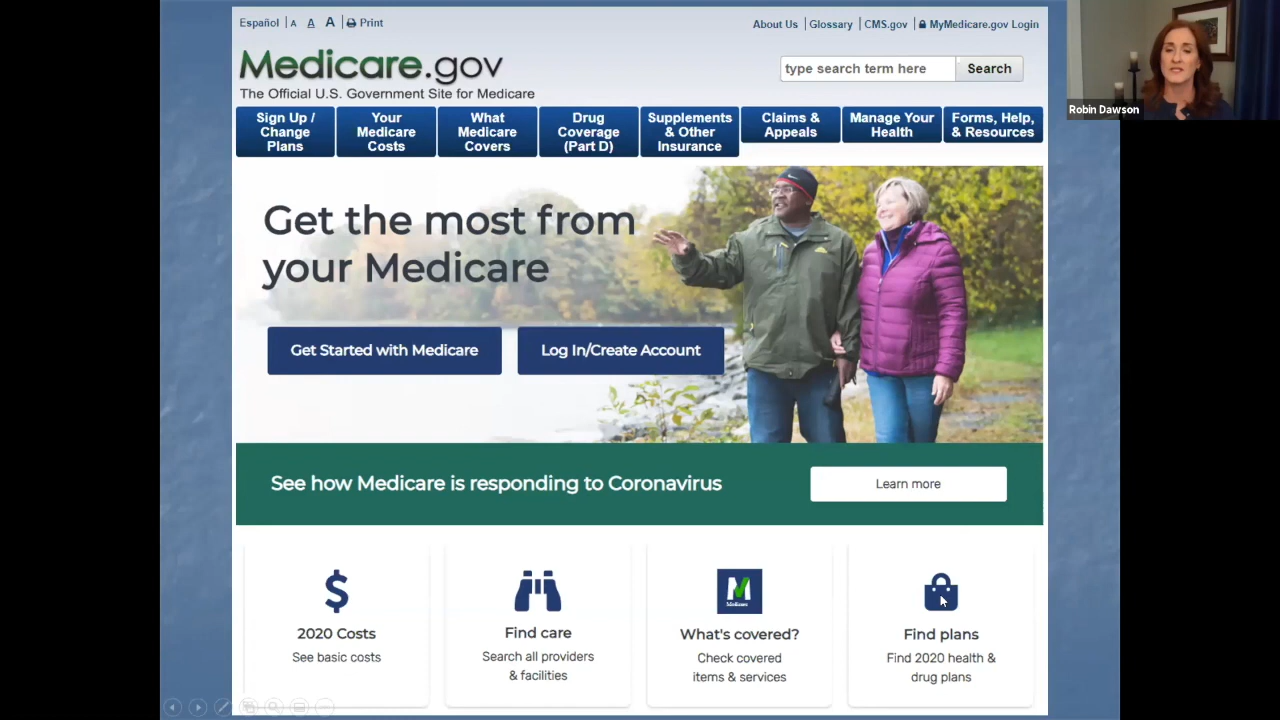 Español A A A Print
About Us Glossary CMS.gov MyMedicare.gov Login
Robin Dawson
Medicare.gov
The Official U.S. Government Site for Medicare
type search term here Search
Sign Up /
Change
Plans
Your
Medicare
Costs
What
Medicare
Covers
Drug
Coverage
(Part D)
Supplements
& Other
Insurance
Claims &
Appeals
Manage Your
Health
Forms, Help,
& Resources
Get the most from
your Medicare
Get Started with Medicare
Log In/Create Account
See how Medicare is responding to Coronavirus
Learn more
2020 Costs
See basic costs
Find care
Search all providers
& facilities
Medicare
What's covered?
Check covered
items & services
Find plans
Find 2020 health &
drug plans